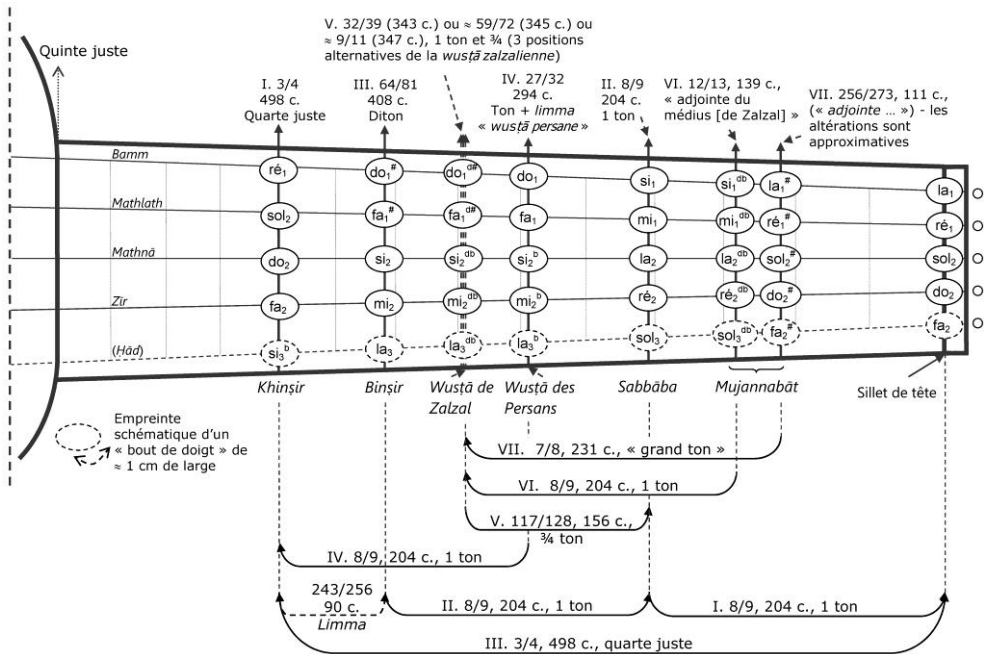 V. 32/39 (343 c.) ou ≈ 59/72 (345 c.) ou
≈ 9/11 (347 c.), 1 ton et ¾ (3 positions
alternatives de la wusṭā zalzalienne)
Quinte juste
I. 3/4
498 c.
Quarte juste
III. 64/81
408 c.
Diton
IV. 27/32
294 c.
Ton + limma
« wusṭā persane »
II. 8/9
204 c.
1 ton
VI. 12/13, 139 c.,
« adjointe du
médius [de Zalzal] »
VII. 256/273, 111 c.,
(« adjointe ... ») - les
altérations sont
approximatives
Bamm
ré1 do1# do1d# do1 si1 si1db la1# la1
Mathlath
sol2 fa1# fa1d# fa1 mi1 mi1db ré1# ré1
Mathnā
do2 si2 si2db si2b la2 la2db sol2# sol2
Zīr
fa2 mi2 mi2db mi2b ré2 ré2db do2# do2
(Ḥād)
si3b la3 la3db la3b sol3 sol3db fa2# fa2
Khinṣir
Binṣir
Wusṭā de
Zalzal
Wusṭā des
Persans
Sabbāba
Mujannabāt
Sillet de tête
Empreinte
schématique d'un
« bout de doigt » de
≈ 1 cm de large
VII. 7/8, 231 c., « grand ton »
VI. 8/9, 204 c., 1 ton
V. 117/128, 156 c.,
¾ ton
IV. 8/9, 204 c., 1 ton
243/256
90 c.
Limma
II. 8/9, 204 c., 1 ton
I. 8/9, 204 c., 1 ton
III. 3/4, 498 c., quarte juste